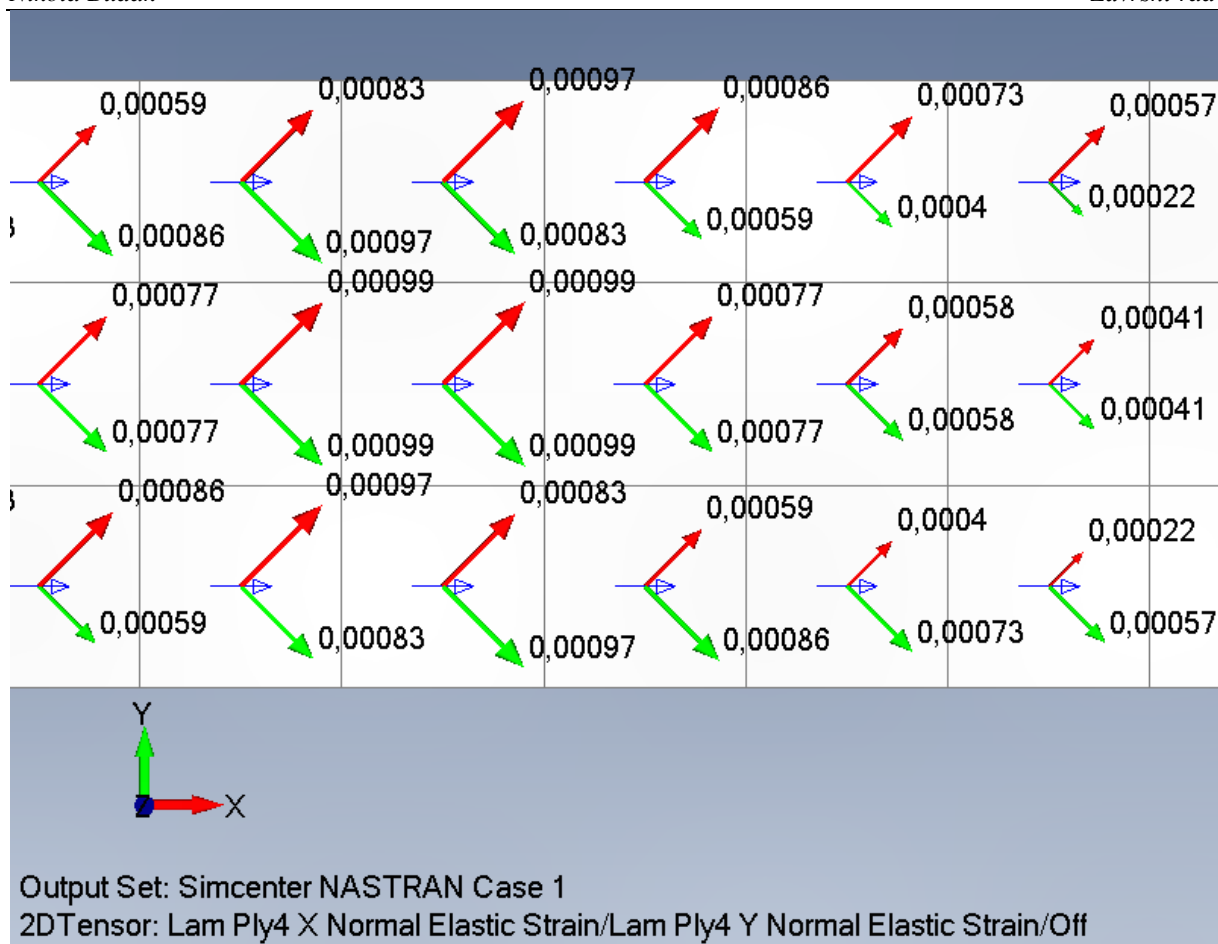 0,00059 0,00083 0,00097 0,00086 0,00073 0,00057
0,00086 0,00097 0,00083 0,00059 0,0004 0,00022
0,00077 0,00099 0,00099 0,00077 0,00058 0,00041
0,00077 0,00099 0,00099 0,00077 0,00058 0,00041
0,00086 0,00097 0,00083 0,00059 0,0004 0,00022
0,00059 0,00083 0,00097 0,00086 0,00073 0,00057
Y
X
Output Set: Simcenter NASTRAN Case 1
2DTensor: Lam Ply4 X Normal Elastic Strain/Lam Ply4 Y Normal Elastic Strain/Off